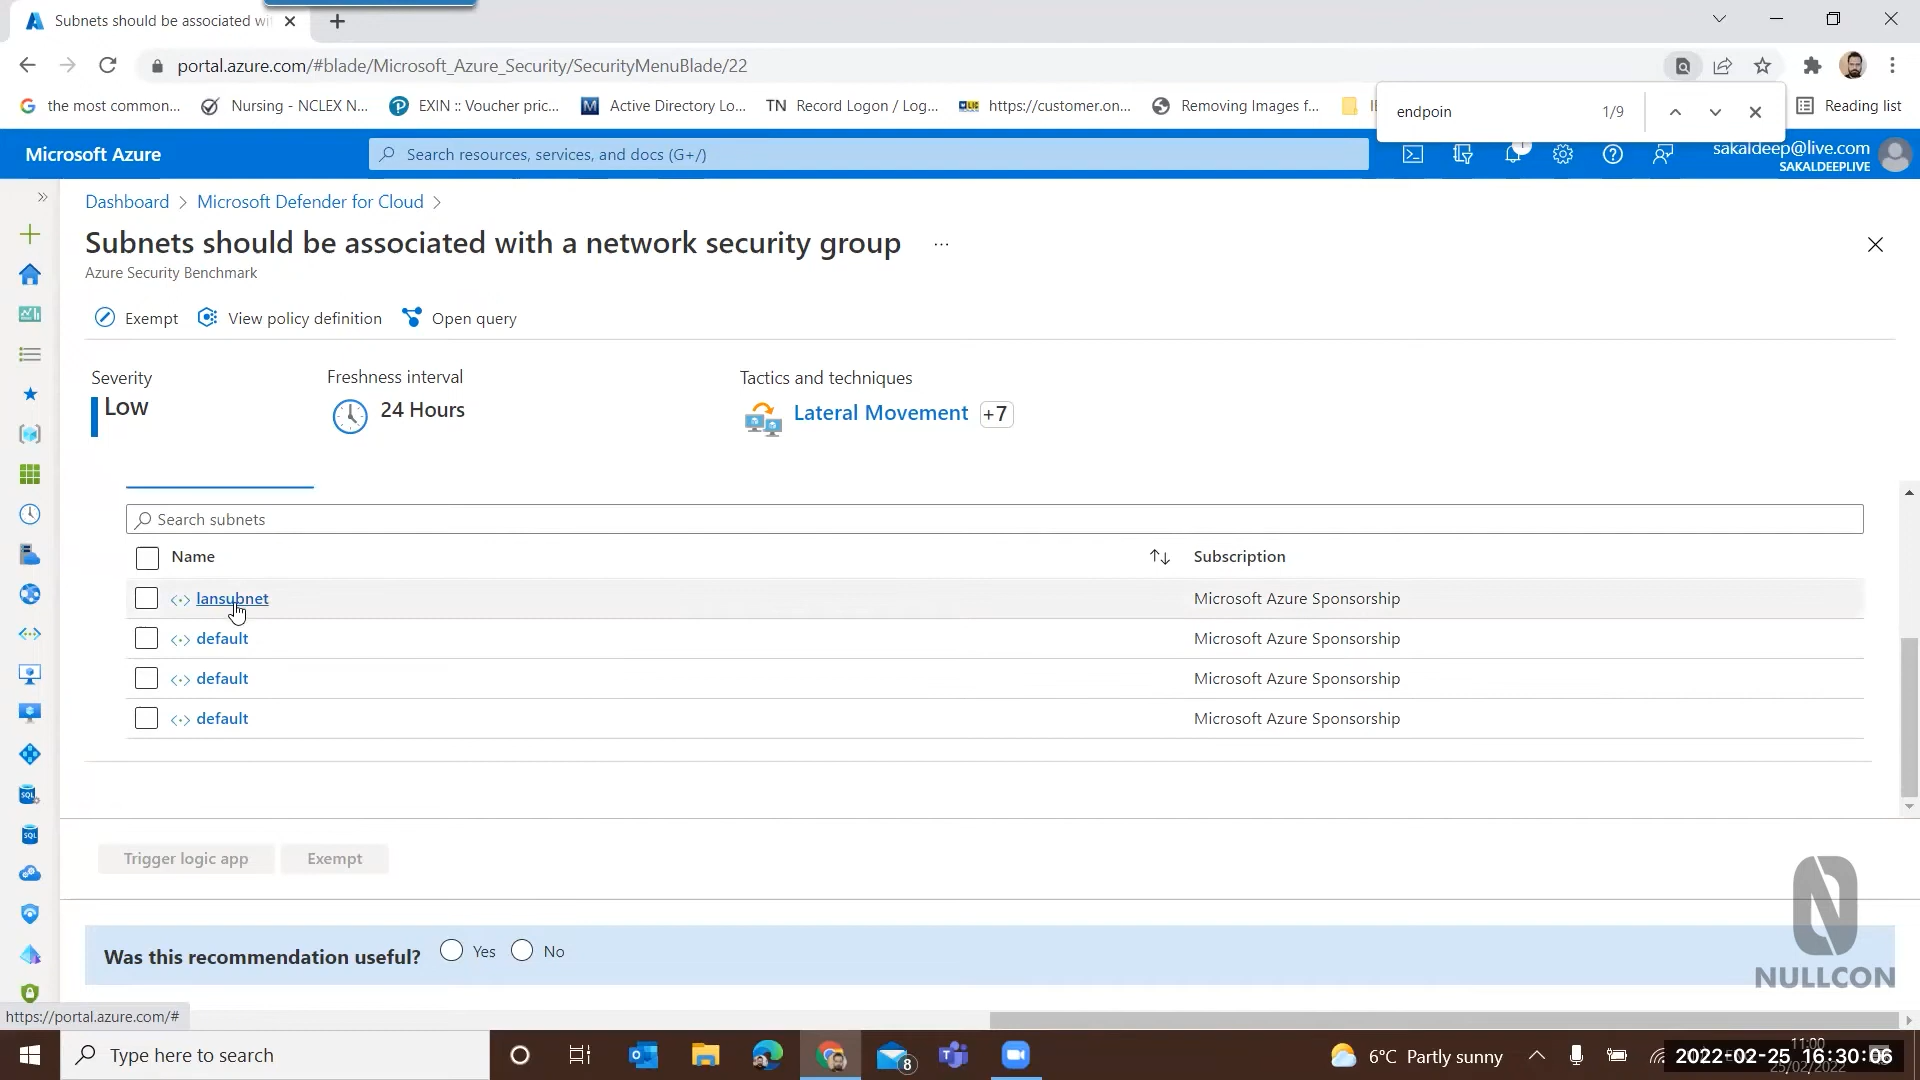 Subnets should be associated wi
portal.azure.com/#blade/Microsoft_Azure_Security/SecurityMenuBlade/22
the most common...
Nursing - NCLEX N...
EXIN :: Voucher pric...
Active Directory Lo...
TN Record Logon / Log...
https://customer.on...
Removing Images f...
Reading list
endpoin 1/9
Microsoft Azure
Search resources, services, and docs (G+/)
1
sakaldeep@live.com
SAKALDEEPLIVE
Dashboard > Microsoft Defender for Cloud >
Subnets should be associated with a network security group ...
Azure Security Benchmark
Exempt View policy definition Open query
Severity Freshness interval Tactics and techniques
Low 24 Hours Lateral Movement +7
Search subnets
Name Subscription
lansubnet Microsoft Azure Sponsorship
default Microsoft Azure Sponsorship
default Microsoft Azure Sponsorship
default Microsoft Azure Sponsorship
Trigger logic app Exempt
Was this recommendation useful? Yes No
NULLCON
https://portal.azure.com/#
Type here to search
8
6°C Partly sunny
11:00
2022-02-25 16:30:06
25/02/2022